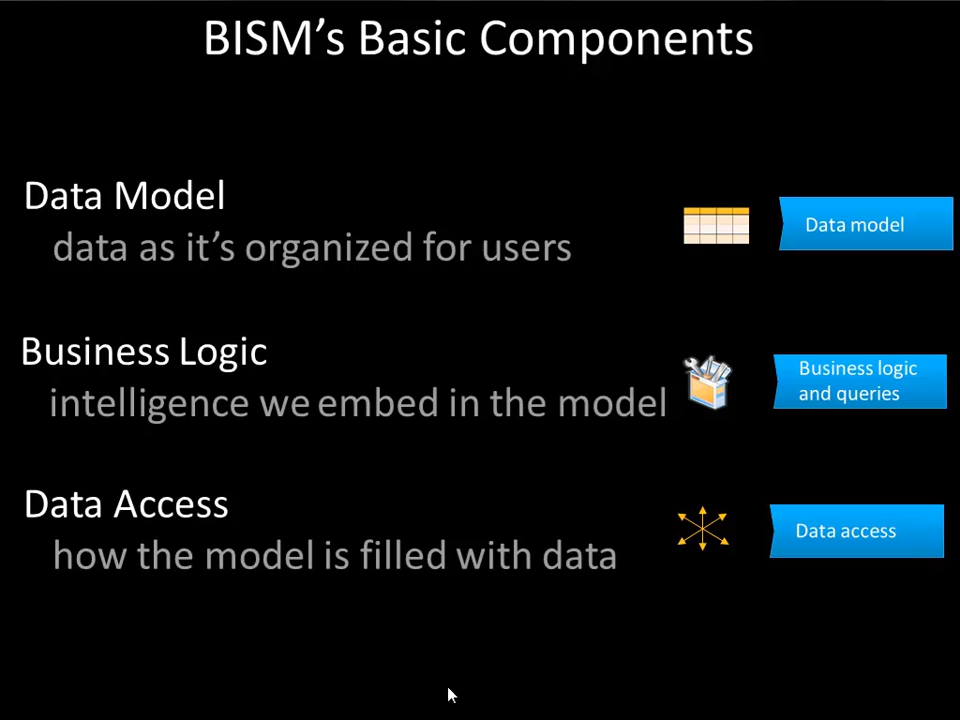 BISM’s Basic Components
Data Model
data as it’s organized for users
Data model
Business Logic
intelligence we embed in the model
Business logic
and queries
Data Access
how the model is filled with data
Data access